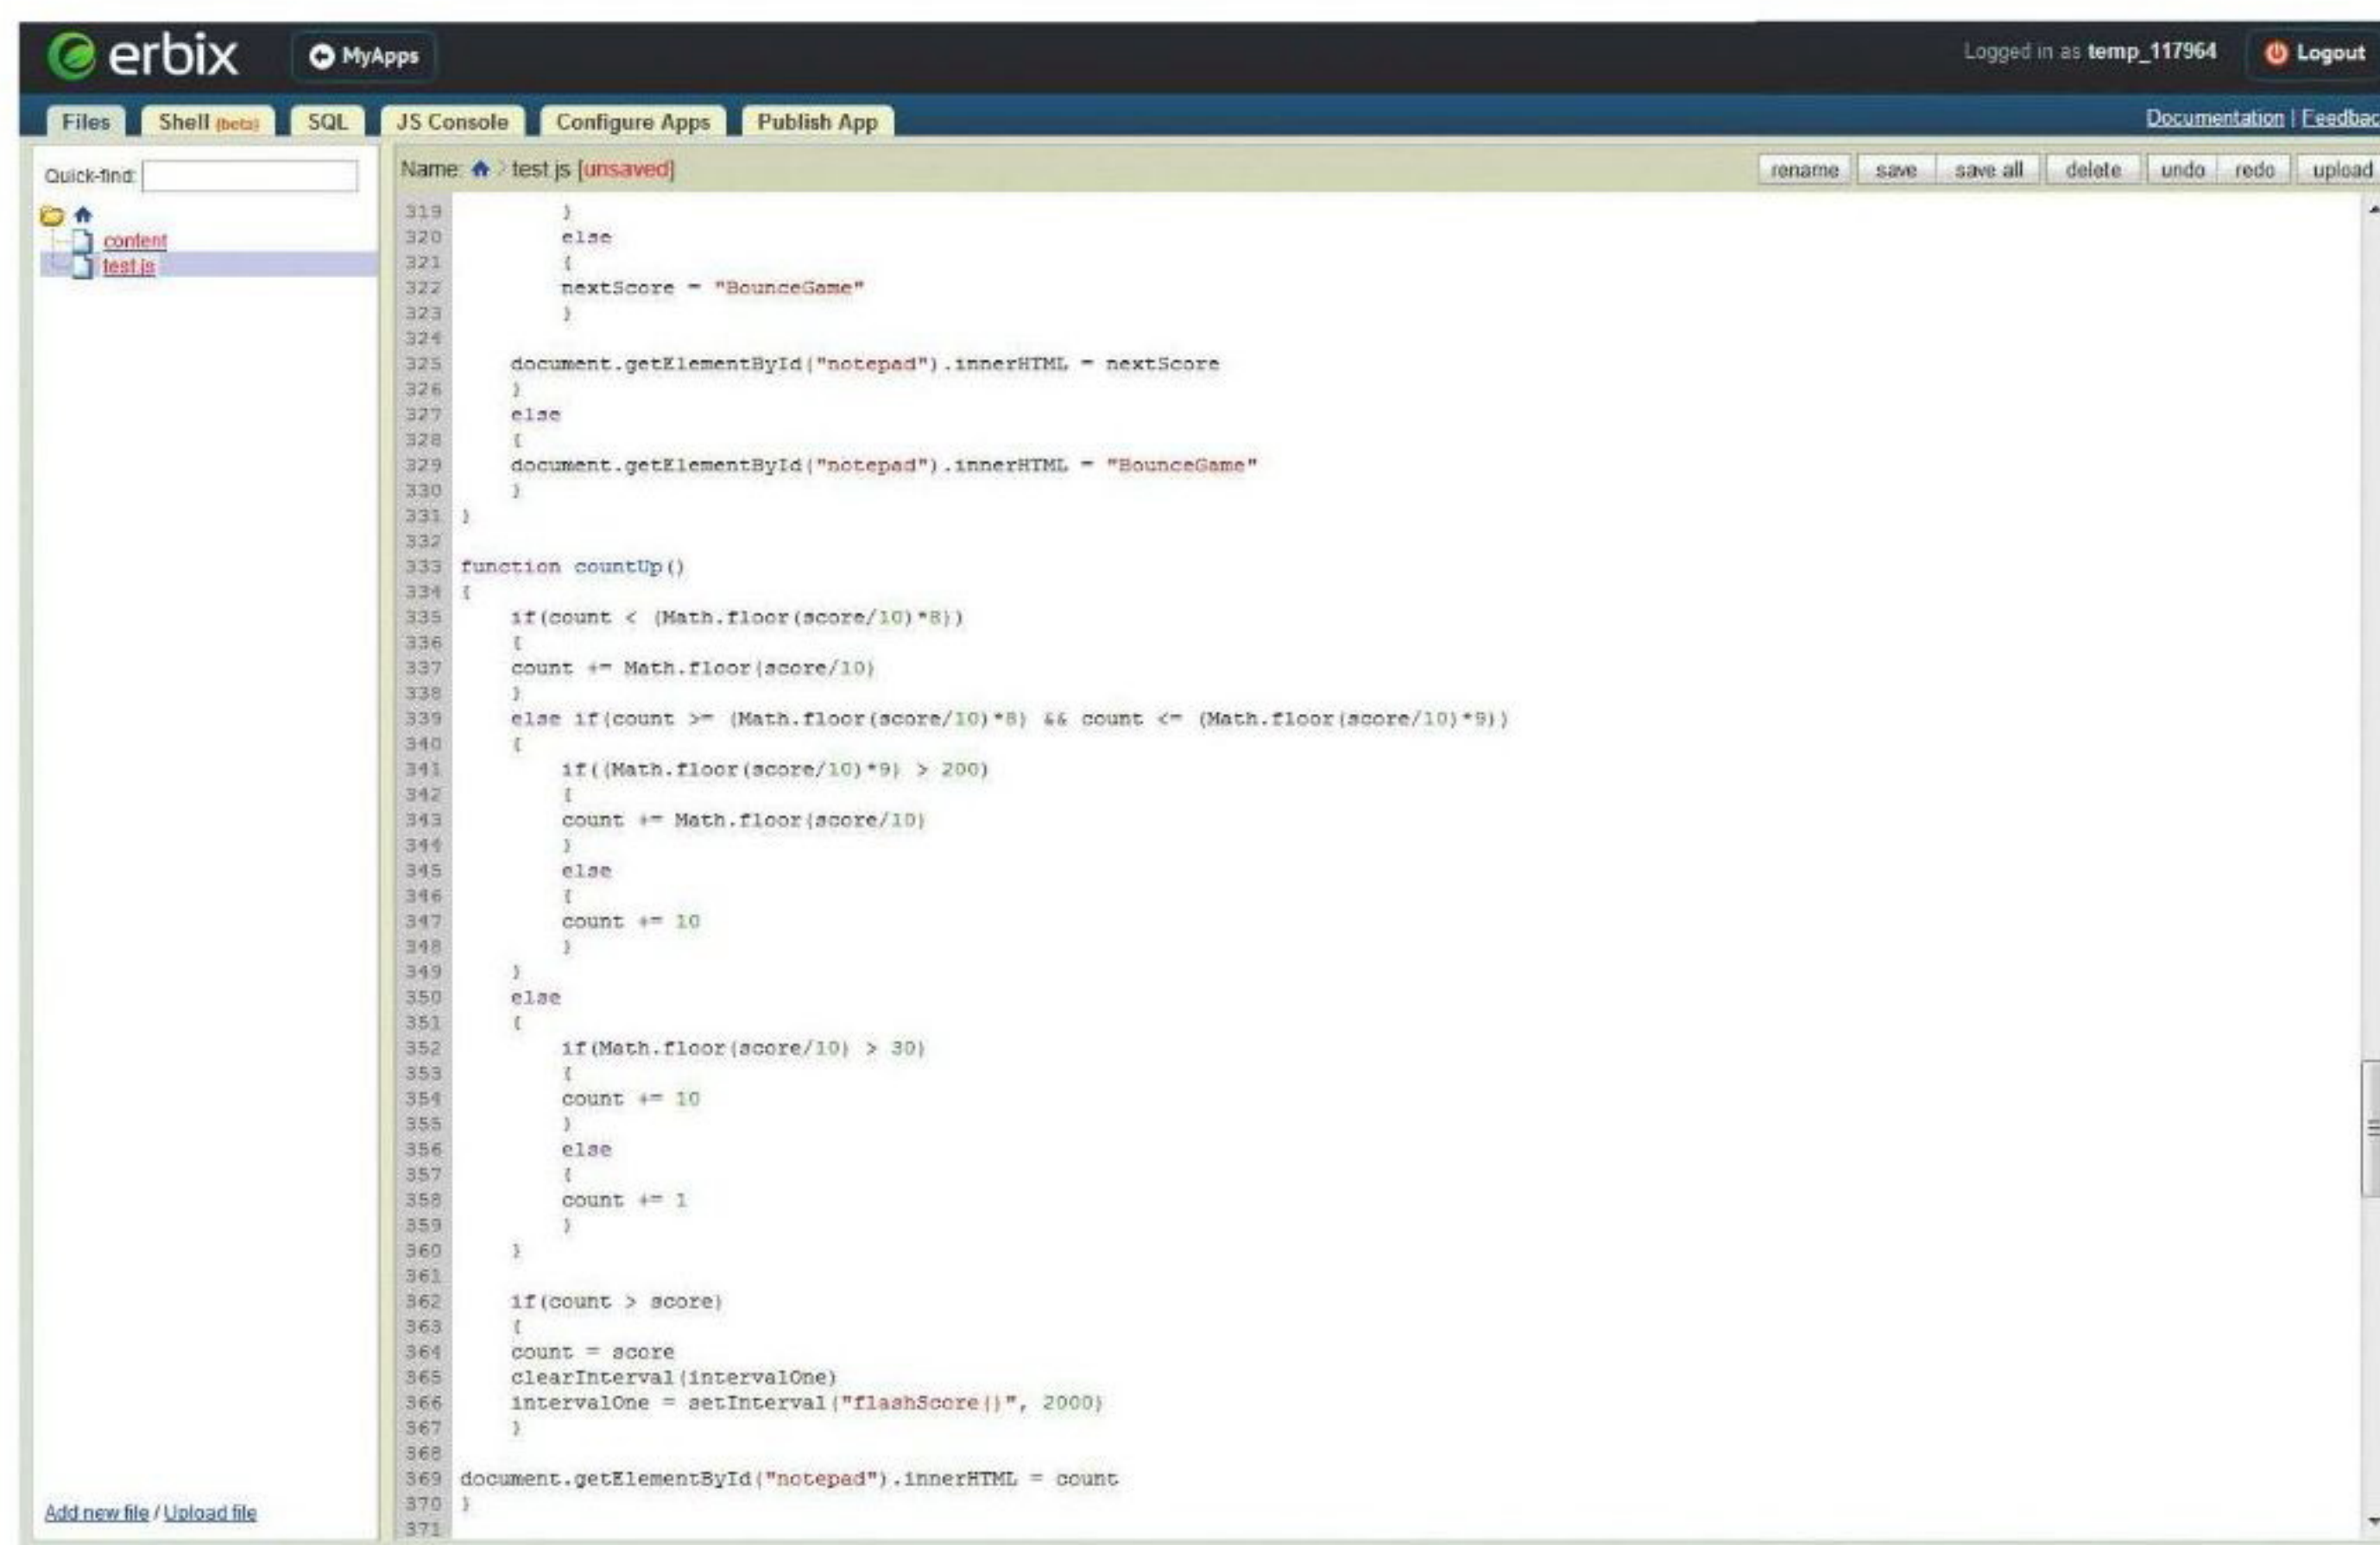 erbix MyApps Logged in as temp_117964 Logout
Files Shell (beta) SQL JS Console Configure Apps Publish App Documentation | Feedbac
Quick-find: Name: > test.js [unsaved] rename save save all delete undo redo upload
content
test.js
Add new file / Upload file
319 }
320 else
321 {
322 nextScore = "BounceGame"
323 }
324
325 document.getElementById("notepad").innerHTML = nextScore
326 }
327 else
328 {
329 document.getElementById("notepad").innerHTML = "BounceGame"
330 }
331 }
332
333 function countUp()
334 {
335 if(count < (Math.floor(score/10)*8))
336 {
337 count += Math.floor(score/10)
338 }
339 else if(count >= (Math.floor(score/10)*8) && count <= (Math.floor(score/10)*9))
340 {
341 if((Math.floor(score/10)*9) > 200)
342 {
343 count += Math.floor(score/10)
344 }
345 else
346 {
347 count += 10
348 }
349 }
350 else
351 {
352 if(Math.floor(score/10) > 30)
353 {
354 count += 10
355 }
356 else
357 {
358 count += 1
359 }
360 }
361
362 if(count > score)
363 {
364 count = score
365 clearInterval(intervalOne)
366 intervalOne = setInterval("flashScore()", 2000)
367 }
368
369 document.getElementById("notepad").innerHTML = count
370 }
371